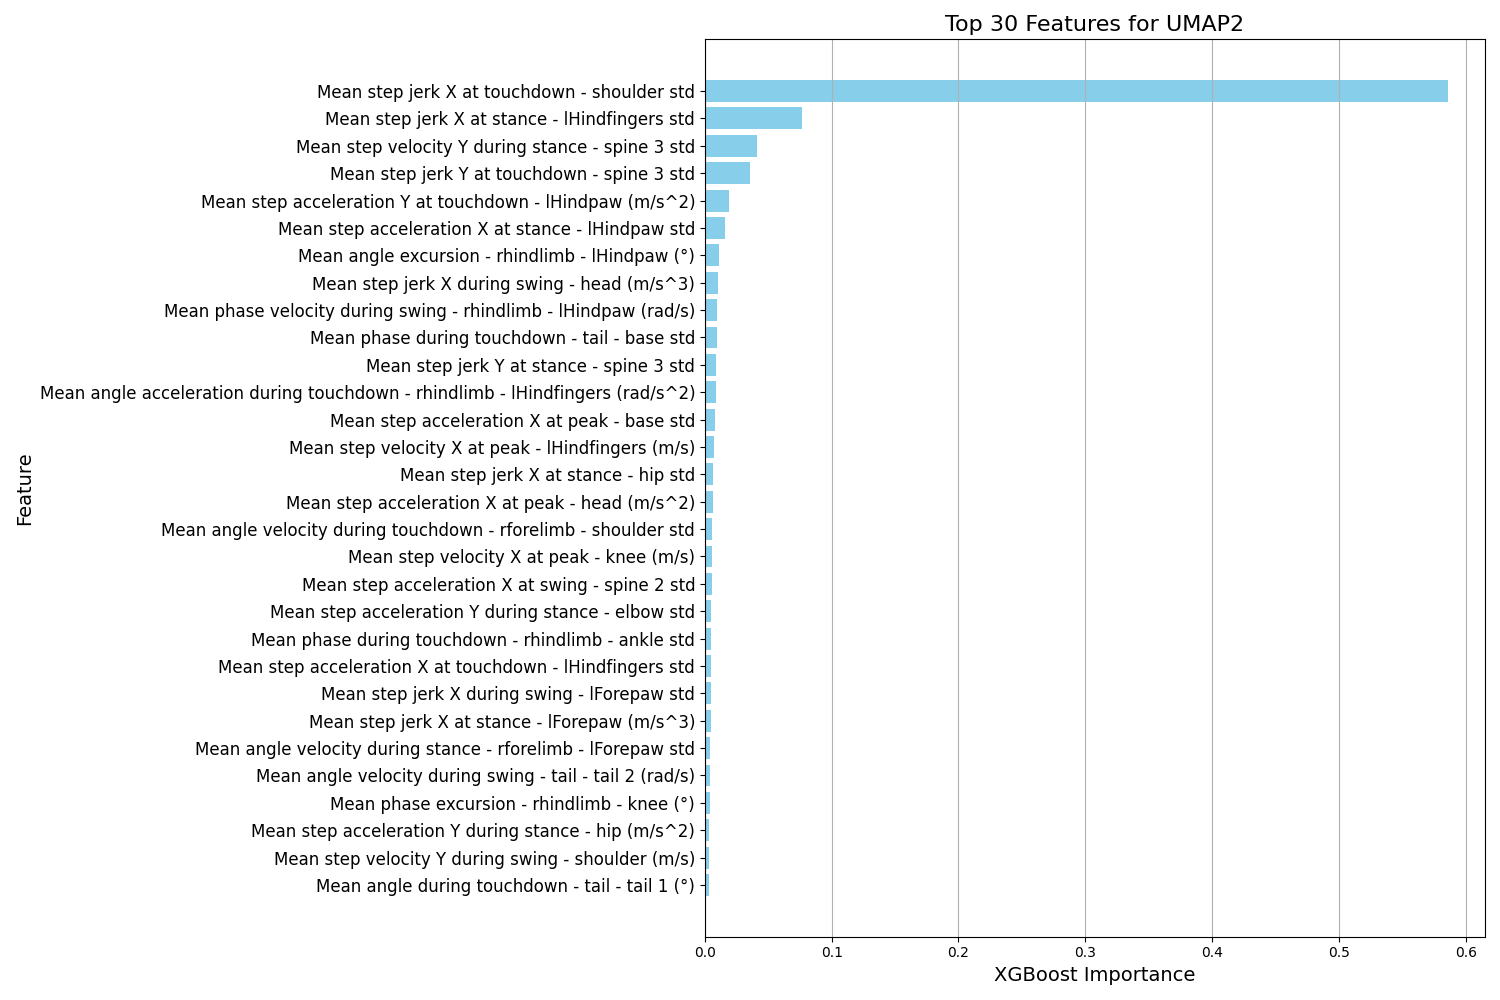 Top 30 Features for UMAP2
Mean step jerk X at touchdown - shoulder std
Mean step jerk X at stance - lHindfingers std
Mean step velocity Y during stance - spine 3 std
Mean step jerk Y at touchdown - spine 3 std
Mean step acceleration Y at touchdown - lHindpaw (m/s^2)
Mean step acceleration X at stance - lHindpaw std
Mean angle excursion - rhindlimb - lHindpaw (°)
Mean step jerk X during swing - head (m/s^3)
Mean phase velocity during swing - rhindlimb - lHindpaw (rad/s)
Mean phase during touchdown - tail - base std
Mean step jerk Y at stance - spine 3 std
Mean angle acceleration during touchdown - rhindlimb - lHindfingers (rad/s^2)
Mean step acceleration X at peak - base std
Mean step velocity X at peak - lHindfingers (m/s)
Mean step jerk X at stance - hip std
Mean step acceleration X at peak - head (m/s^2)
Mean angle velocity during touchdown - rforelimb - shoulder std
Mean step velocity X at peak - knee (m/s)
Mean step acceleration X at swing - spine 2 std
Mean step acceleration Y during stance - elbow std
Mean phase during touchdown - rhindlimb - ankle std
Mean step acceleration X at touchdown - lHindfingers std
Mean step jerk X during swing - lForepaw std
Mean step jerk X at stance - lForepaw (m/s^3)
Mean angle velocity during stance - rforelimb - lForepaw std
Mean angle velocity during swing - tail - tail 2 (rad/s)
Mean phase excursion - rhindlimb - knee (°)
Mean step acceleration Y during stance - hip (m/s^2)
Mean step velocity Y during swing - shoulder (m/s)
Mean angle during touchdown - tail - tail 1 (°)
Feature
0.0 0.1 0.2 0.3 0.4 0.5 0.6
XGBoost Importance